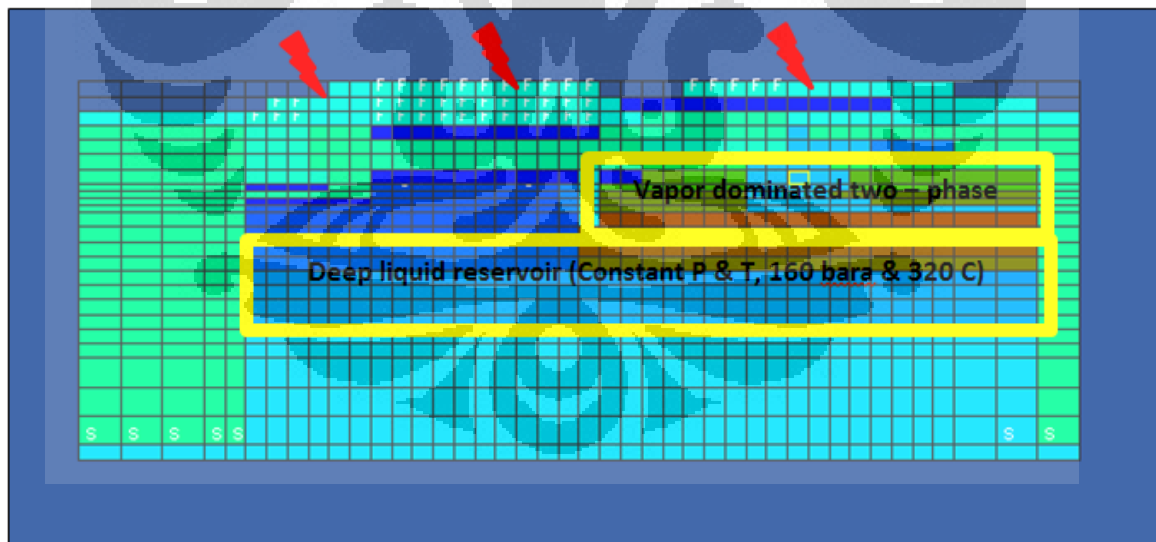 F F F F F F F F F F F F F F F F
F F F F F F F F F F F F F
F F F F F F F F F F F F F F
Vapor dominated two – phase
Deep liquid reservoir (Constant P & T, 160 bara & 320 C)
S S S S S S S